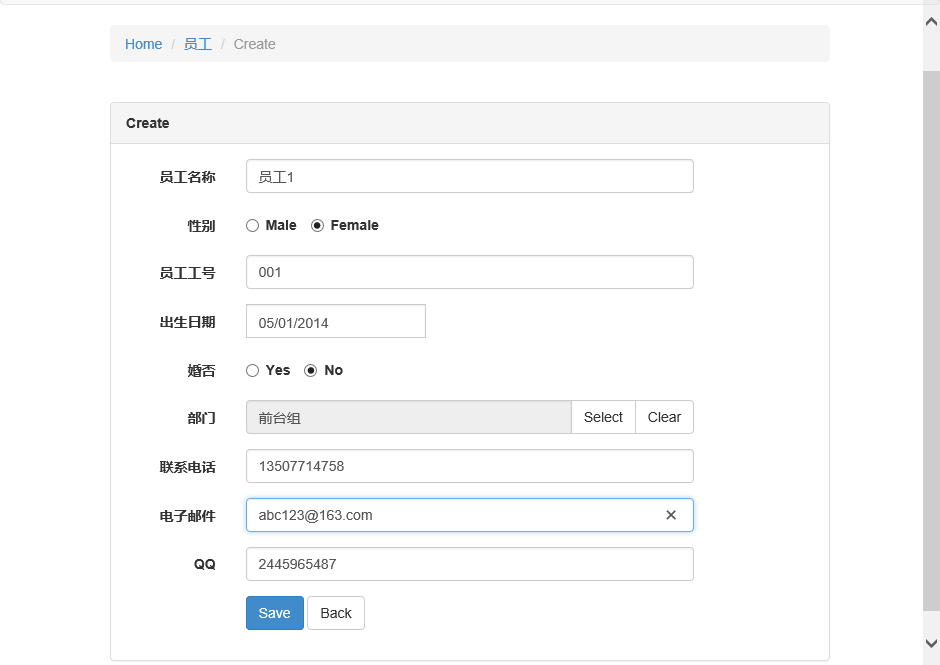 Home / 员工 / Create
Create
员工名称 员工1
性别 Male Female
员工工号 001
出生日期 05/01/2014
婚否 Yes No
部门 前台组 Select Clear
联系电话 13507714758
电子邮件 abc123@163.com ×
QQ 2445965487
Save Back